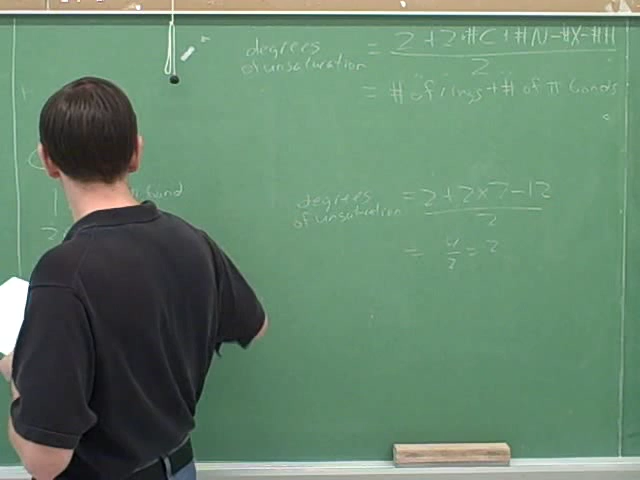 degrees of unsaturation = 2 + 2·#C + #N - #X - #H
2
= # of rings + # of π bonds
degrees of unsaturation = 2 + 2 x 7 - 12
2
= 4/2 = 2